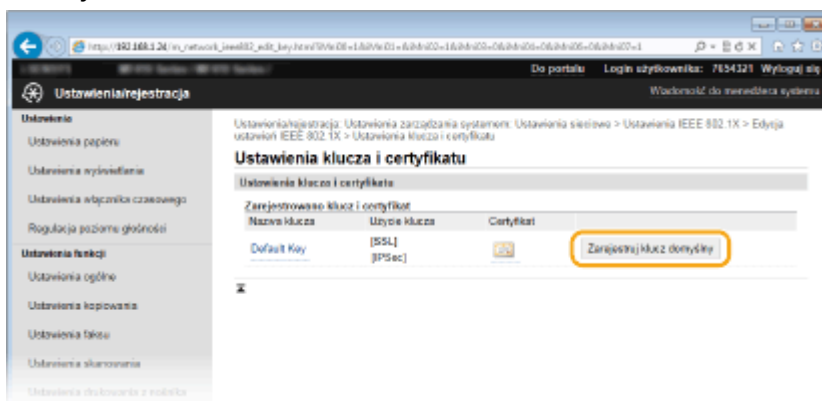 Do portalu Login użytkownika: 7654321 Wyloguj się
Ustawienia/rejestracja
Wiadomość do menedżera systemu
Ustawienia
Ustawienia/rejestracja: Ustawienia zarządzania systemem: Ustawienia sieciowe > Ustawienia IEEE 802.1X > Edycja
ustawień IEEE 802.1X > Ustawienia klucza i certyfikatu
Ustawienia papieru
Ustawienia klucza i certyfikatu
Ustawienia wyświetlania
Ustawienia klucza i certyfikatu
Ustawienia włącznika czasowego
Zarejestrowano klucz i certyfikat
Nazwa klucza Użycie klucza Certyfikat
Regulacja poziomu głośności
Default Key [SSL] Zarejestruj klucz domyślny
[IPSec]
Ustawienia funkcji
Ustawienia ogólne
Ustawienia kopiowania
Ustawienia faksu
Ustawienia skanowania
Ustawienia drukowania z nośnika